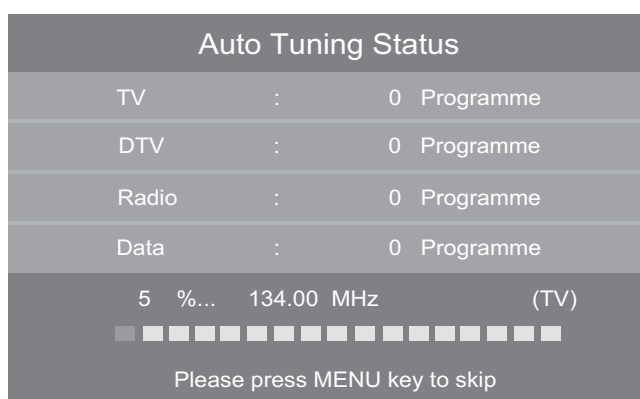 Auto Tuning Status
TV : 0 Programme
DTV : 0 Programme
Radio : 0 Programme
Data : 0 Programme
5 %... 134.00 MHz (TV)
Please press MENU key to skip